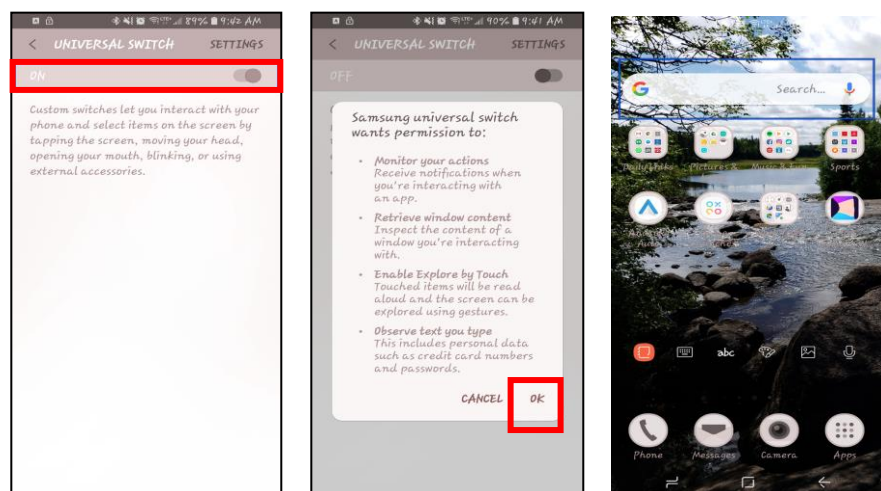 89% 9:42 AM
UNIVERSAL SWITCH SETTINGS
ON
Custom switches let you interact with your
phone and select items on the screen by
tapping the screen, moving your head,
opening your mouth, blinking, or using
external accessories.
90% 9:41 AM
UNIVERSAL SWITCH SETTINGS
OFF
Samsung universal switch
wants permission to:
• Monitor your actions
Receive notifications when
you're interacting with
an app.
• Retrieve window content
Inspect the content of a
window you're interacting
with.
• Enable Explore by Touch
Touched items will be read
aloud and the screen can be
explored using gestures.
• Observe text you type
This includes personal data
such as credit card numbers
and passwords.
CANCEL OK
G Search...
Pictures & Sports
Auto
abc
Phone Messages Camera Apps